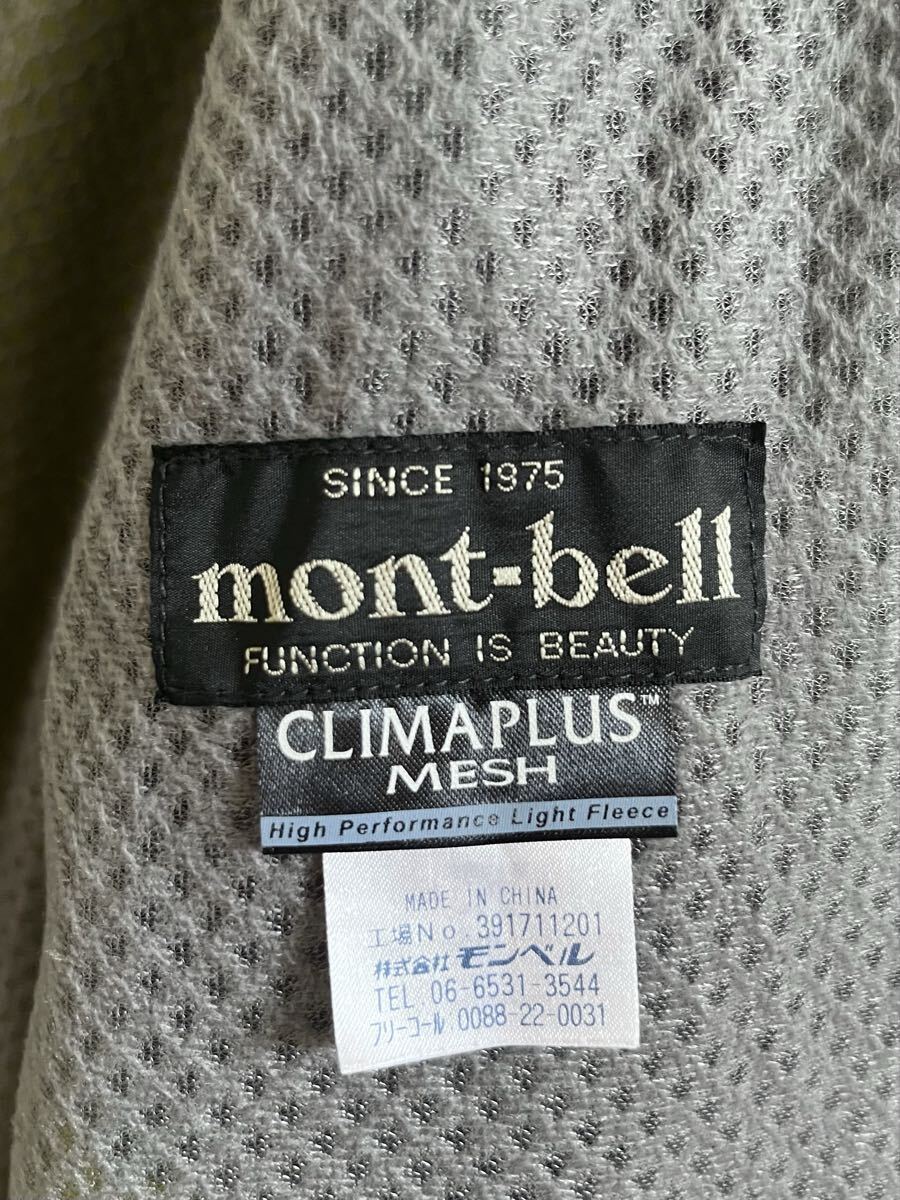 SINCE 1975
mont-bell
FUNCTION IS BEAUTY
CLIMAPLUS™
MESH
High Performance Light Fleece
MADE IN CHINA
工場No.391711201
株式会社モンベル
TEL 06-6531-3544
フリーコール 0088-22-0031